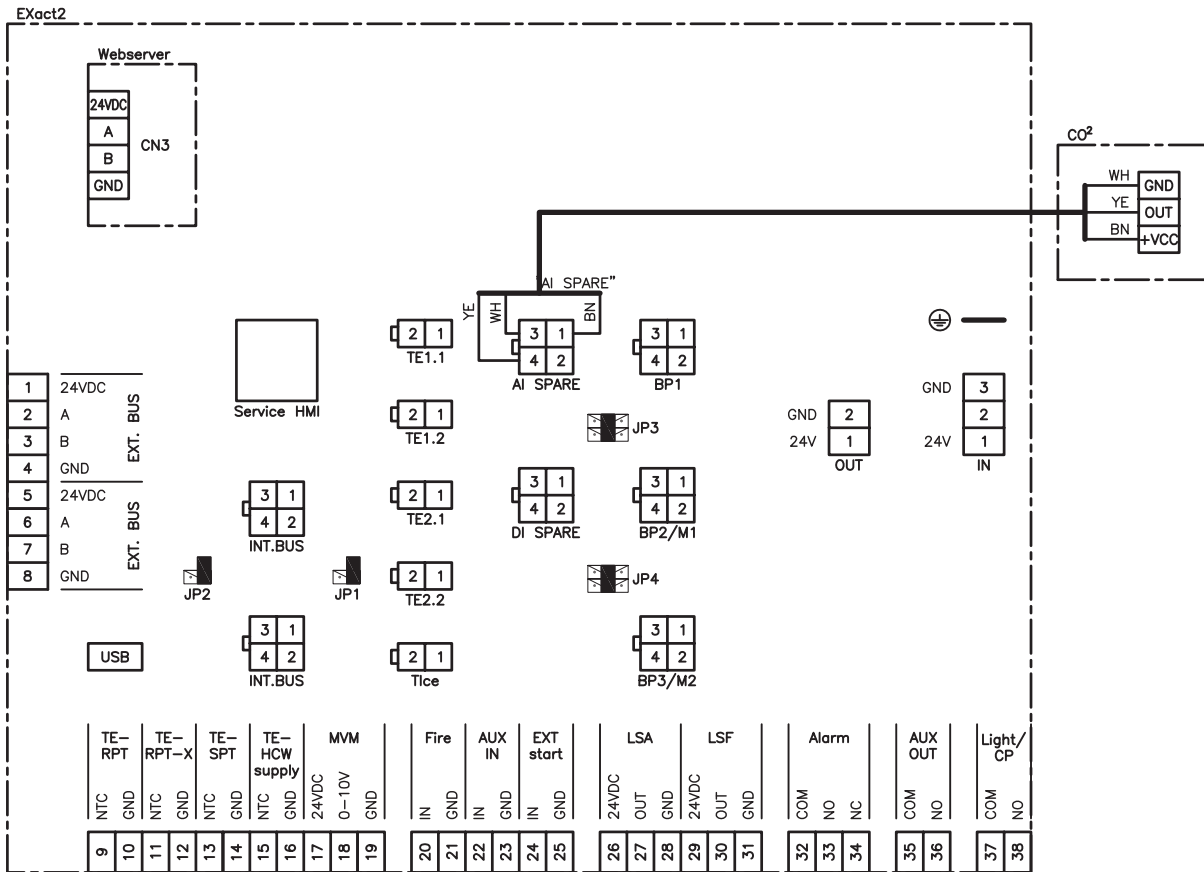 EXact2
Webserver
24VDC
A
B
GND
CN3
CO²
WH
YE
BN
GND
OUT
+VCC
"AI SPARE"
YE
WH
BN
3 1
4 2
AI SPARE
3 1
4 2
BP1
Service HMI
2 1
TE1.1
2 1
TE1.2
2 1
TE2.1
2 1
TE2.2
2 1
TIce
JP3
3 1
4 2
DI SPARE
3 1
4 2
BP2/M1
JP4
3 1
4 2
BP3/M2
GND 2
24V 1
OUT
GND 3
2
24V 1
IN
1 24VDC
2 A
3 B
4 GND
EXT. BUS
5 24VDC
6 A
7 B
8 GND
EXT. BUS
3 1
4 2
INT.BUS
JP2
JP1
3 1
4 2
INT.BUS
USB
TE-RPT
NTC GND
9 10
TE-RPT-X
NTC GND
11 12
TE-SPT
NTC GND
13 14
TE-HCW supply
NTC GND
15 16
MVM
24VDC 0-10V GND
17 18 19
Fire
IN GND
20 21
AUX IN
IN GND
22 23
EXT start
IN GND
24 25
LSA
24VDC OUT GND
26 27 28
LSF
24VDC OUT GND
29 30 31
Alarm
COM NO NC
32 33 34
AUX OUT
COM NO
35 36
Light/CP
COM NO
37 38